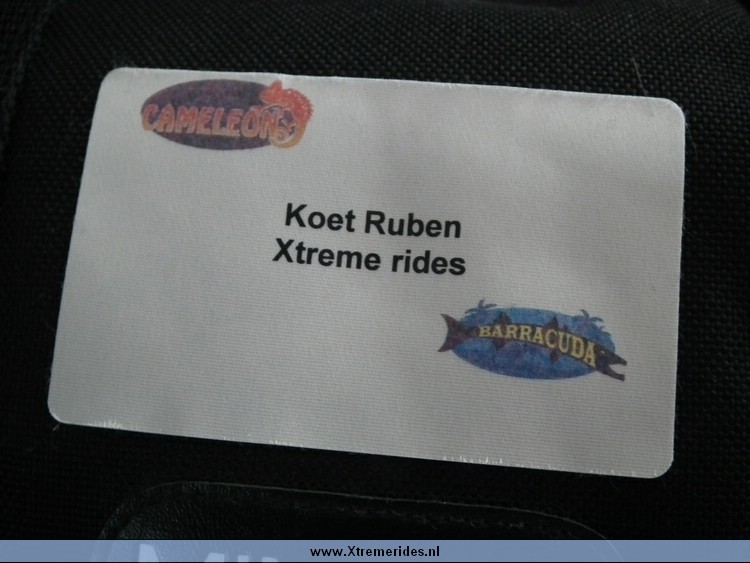 CAMELEON
Koet Ruben
Xtreme rides
BARRACUDA
www.Xtremerides.nl